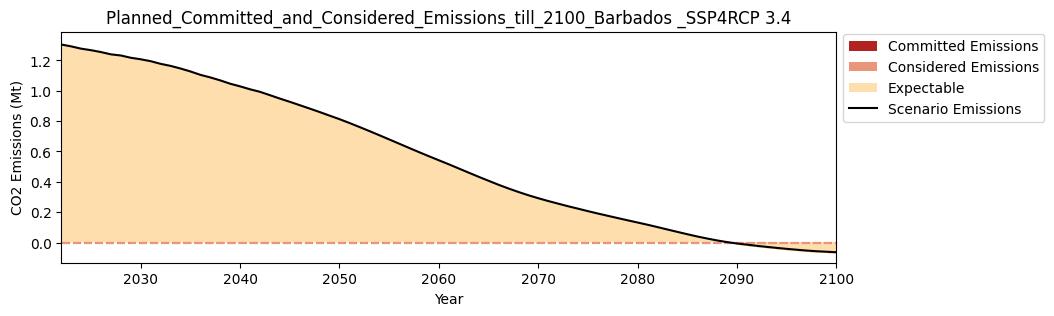 Planned_Committed_and_Considered_Emissions_till_2100_Barbados _SSP4RCP 3.4
Committed Emissions
Considered Emissions
Expectable
Scenario Emissions
CO2 Emissions (Mt)
1.2
1.0
0.8
0.6
0.4
0.2
0.0
2030 2040 2050 2060 2070 2080 2090 2100
Year